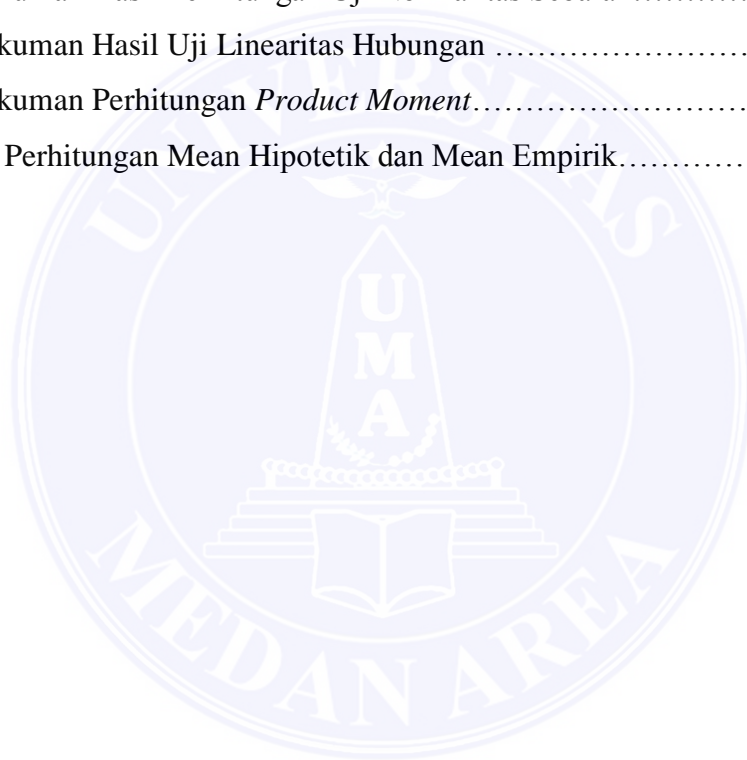 kuman Hasil Uji Linearitas Hubungan ……………………
kuman Perhitungan Product Moment……………………….
Perhitungan Mean Hipotetik dan Mean Empirik…………
UNIVERSITAS
UMA
MEDAN AREA